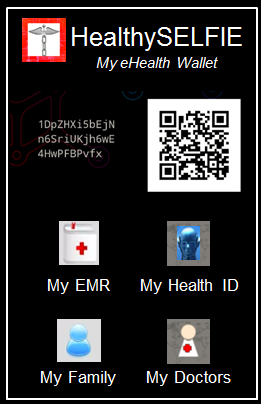 HealthySELFIE
My eHealth Wallet
1DpZHXi5bEjN
n6SriUKjh6wE
4HwPFBPvfx
My EMR
My Health ID
My Family
My Doctors